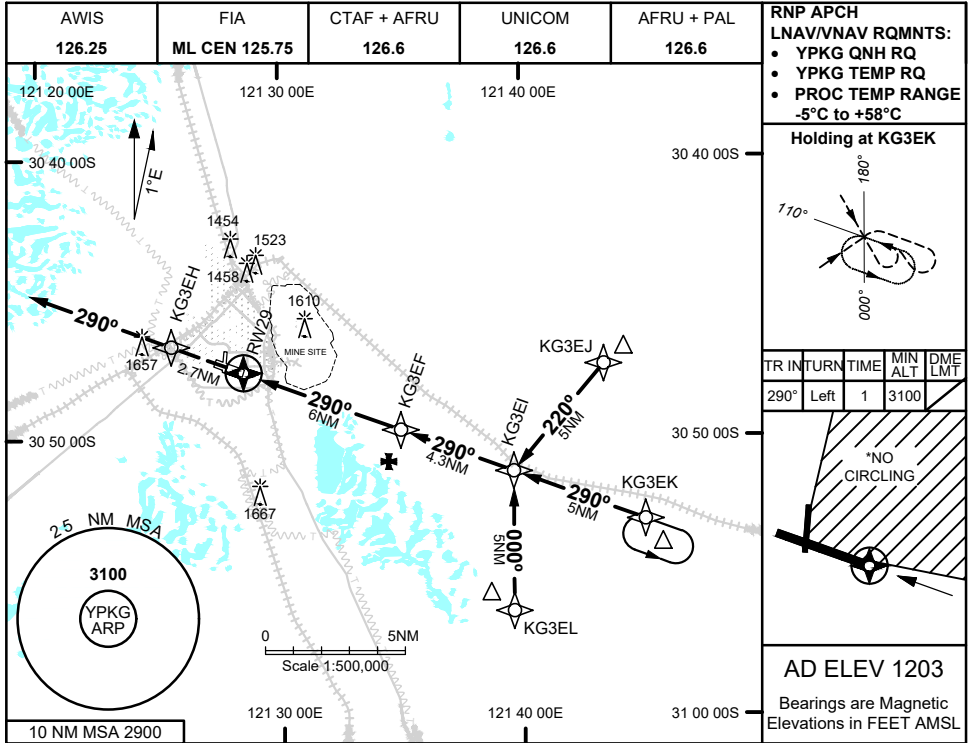 AWIS
126.25
FIA
ML CEN 125.75
CTAF + AFRU
126.6
UNICOM
126.6
AFRU + PAL
126.6
RNP APCH
LNAV/VNAV RQMNTS:
• YPKG QNH RQ
• YPKG TEMP RQ
• PROC TEMP RANGE
-5°C to +58°C
121 20 00E
121 30 00E
121 40 00E
30 40 00S
30 40 00S
1°E
Holding at KG3EK
180°
110°
000°
1454
1523
1458
1610
MINE SITE
KG3EH
RW29
290°
1657
2.7NM
KG3EF
290°
6NM
KG3EJ
KG3EI
220°
5NM
290°
4.3NM
30 50 00S
30 50 00S
KG3EK
290°
5NM
1667
000°
5NM
KG3EL
TR IN TURN TIME MIN ALT DME LMT
290° Left 1 3100
*NO
CIRCLING
25 NM MSA
3100
YPKG
ARP
0 5NM
Scale 1:500,000
10 NM MSA 2900
121 30 00E
121 40 00E
31 00 00S
AD ELEV 1203
Bearings are Magnetic
Elevations in FEET AMSL